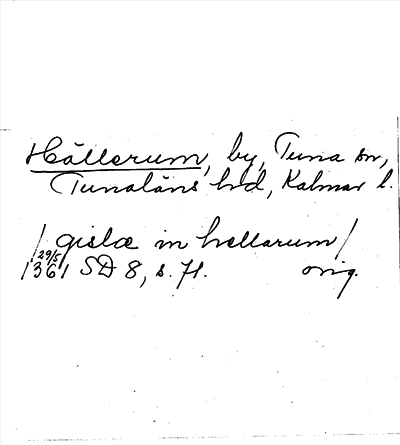 Hällerum, by, Tuna sn,
Tunaläns hd, Kalmar l.
/ gislæ in hællarum /
29/5
1361 SD 8, s. 71. orig.